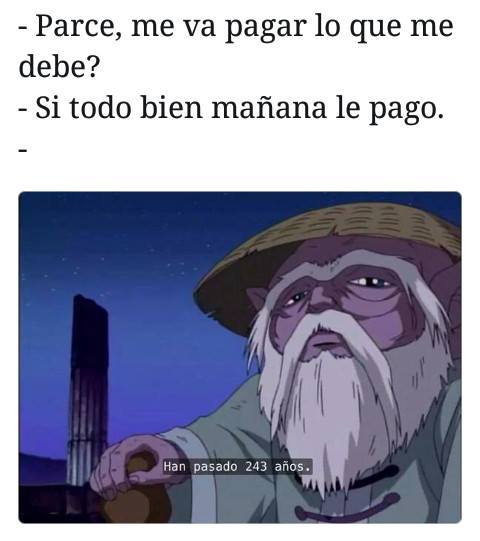 - Parce, me va pagar lo que me
debe?
- Si todo bien mañana le pago.
-
Han pasado 243 años.